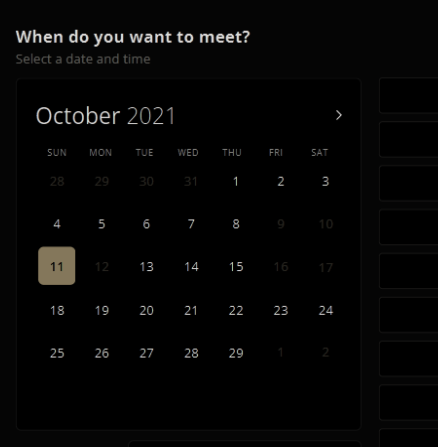 When do you want to meet?
Select a date and time
October 2021 >
SUN MON TUE WED THU FRI SAT
28 29 30 31 1 2 3
4 5 6 7 8 9 10
11 12 13 14 15 16 17
18 19 20 21 22 23 24
25 26 27 28 29 1 2